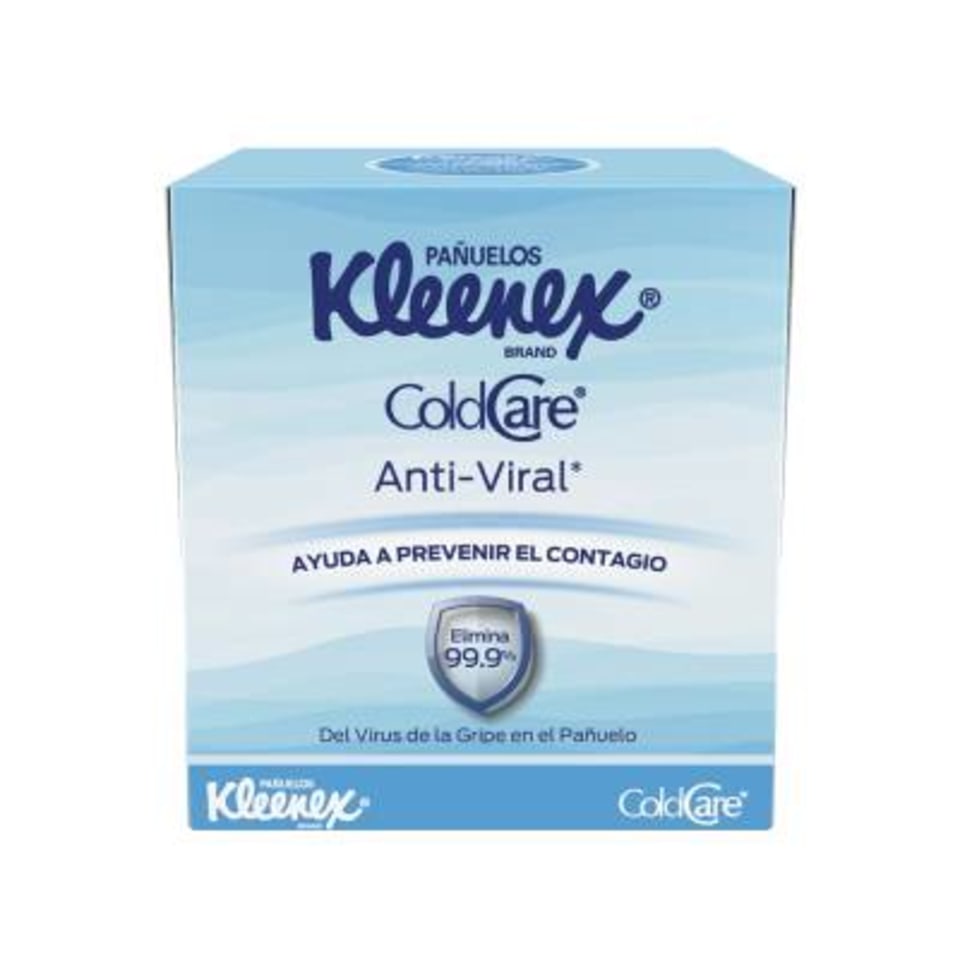 PAÑUELOS
Kleenex®
BRAND
ColdCare®
Anti-Viral*
AYUDA A PREVENIR EL CONTAGIO
Elimina
99.9%
Del Virus de la Gripe en el Pañuelo
PAÑUELOS
Kleenex®
BRAND
ColdCare®